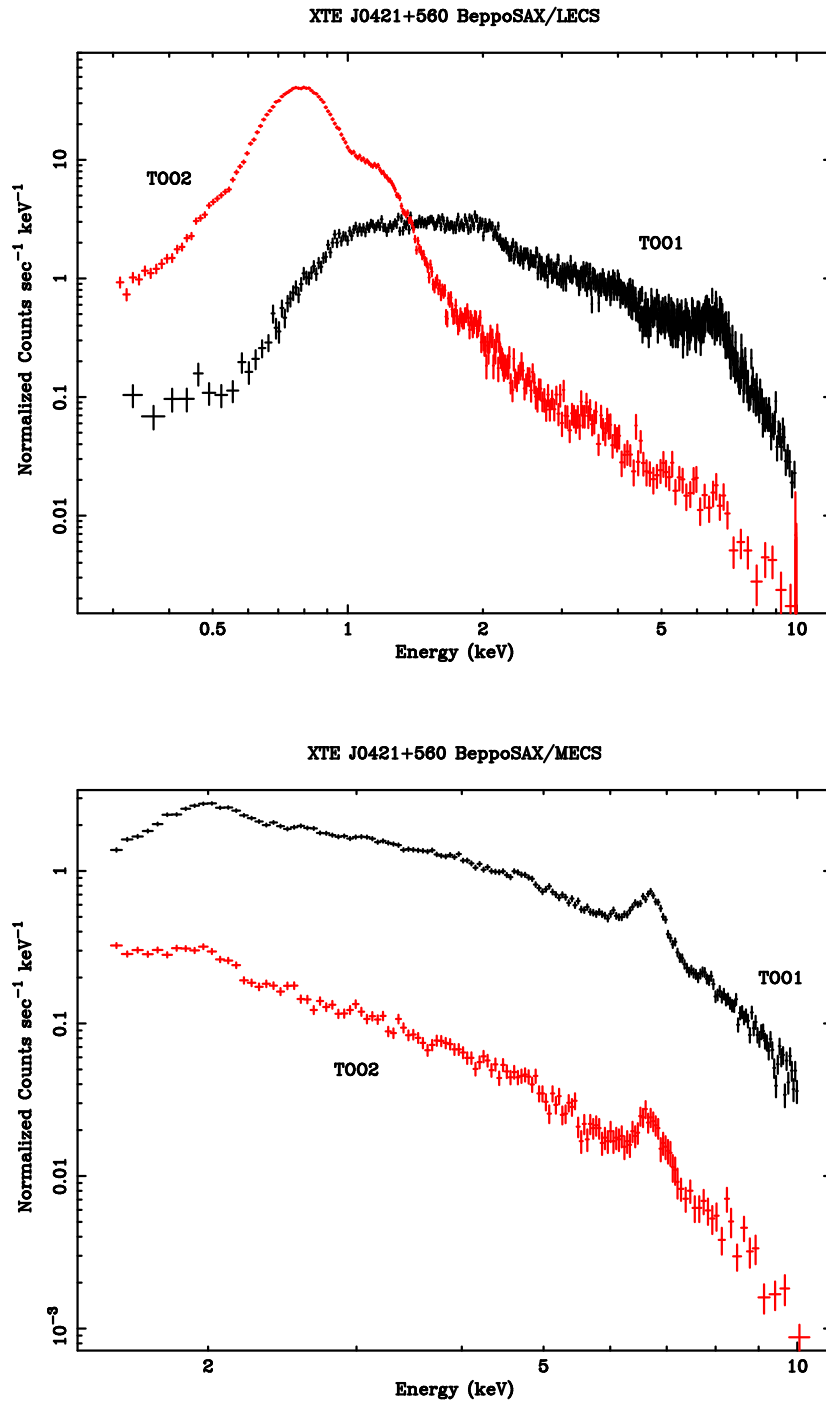 XTE J0421+560 BeppoSAX/LECS
Normalized Counts sec⁻¹ keV⁻¹
10
1
0.1
0.01
TOO2
TOO1
0.5
1
2
5
10
Energy (keV)
XTE J0421+560 BeppoSAX/MECS
Normalized Counts sec⁻¹ keV⁻¹
1
0.1
0.01
10⁻³
TOO1
TOO2
2
5
10
Energy (keV)